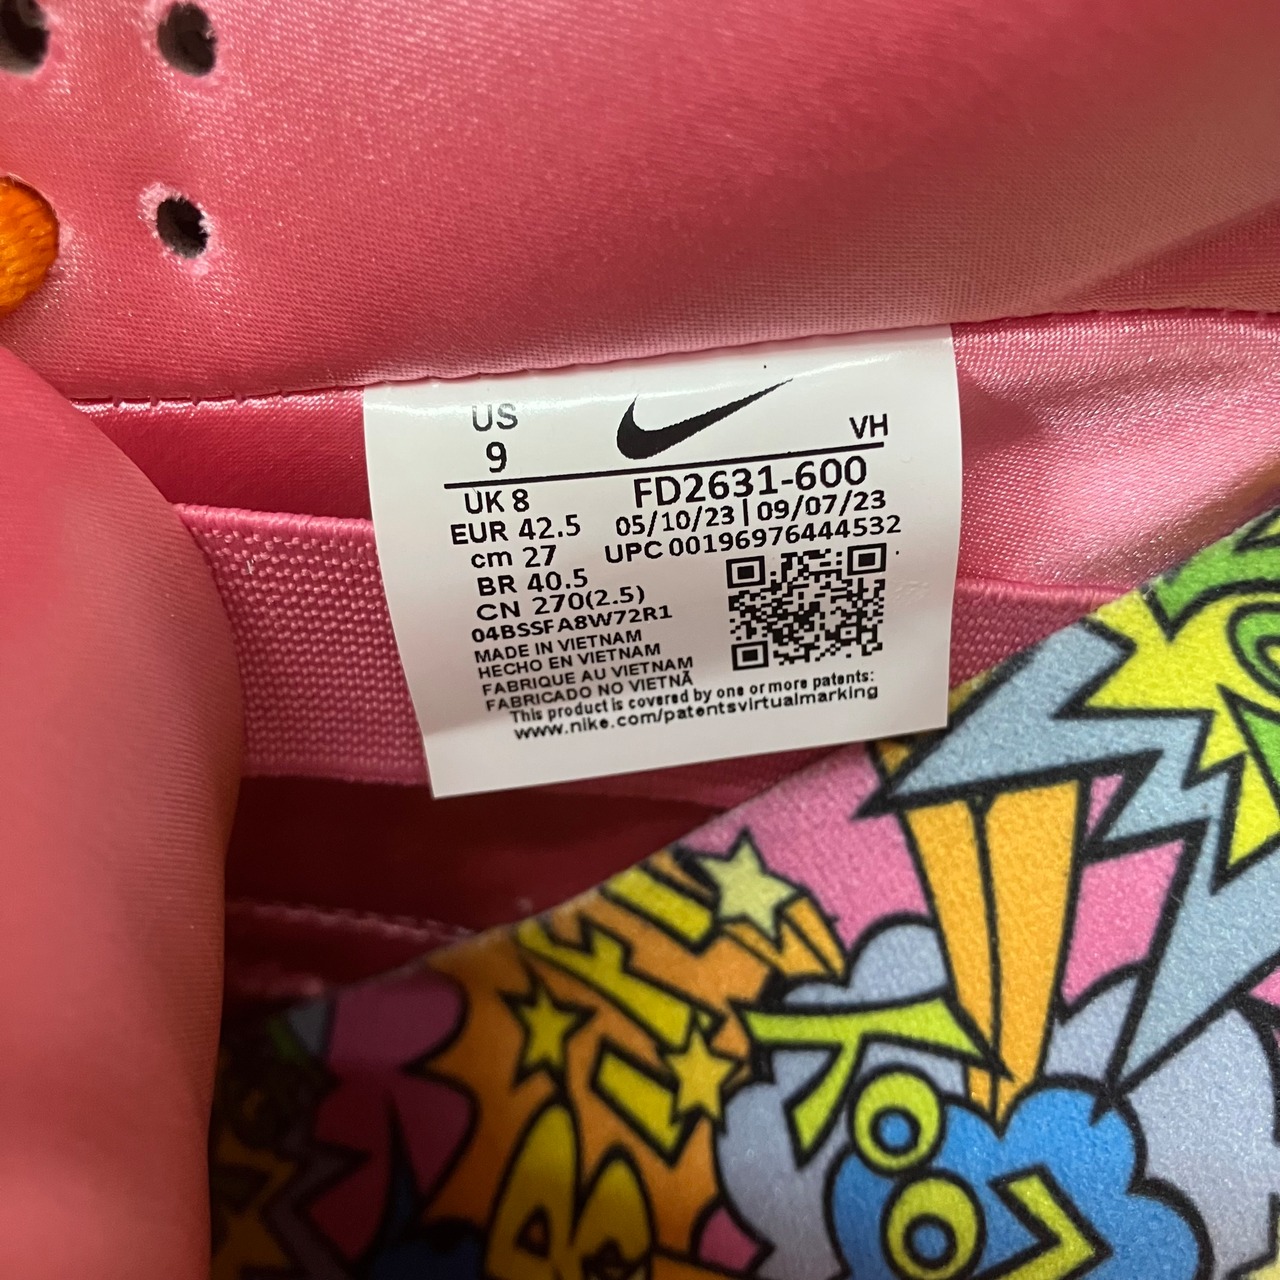 US
9
VH
UK 8
FD2631-600
EUR 42.5
05/10/23 | 09/07/23
cm 27
UPC 00196976444532
BR 40.5
CN 270(2.5)
04BSSFA8W72R1
MADE IN VIETNAM
HECHO EN VIETNAM
FABRIQUE AU VIETNAM
FABRICADO NO VIETNÃ
This product is covered by one or more patents:
www.nike.com/patentsvirtualmarking